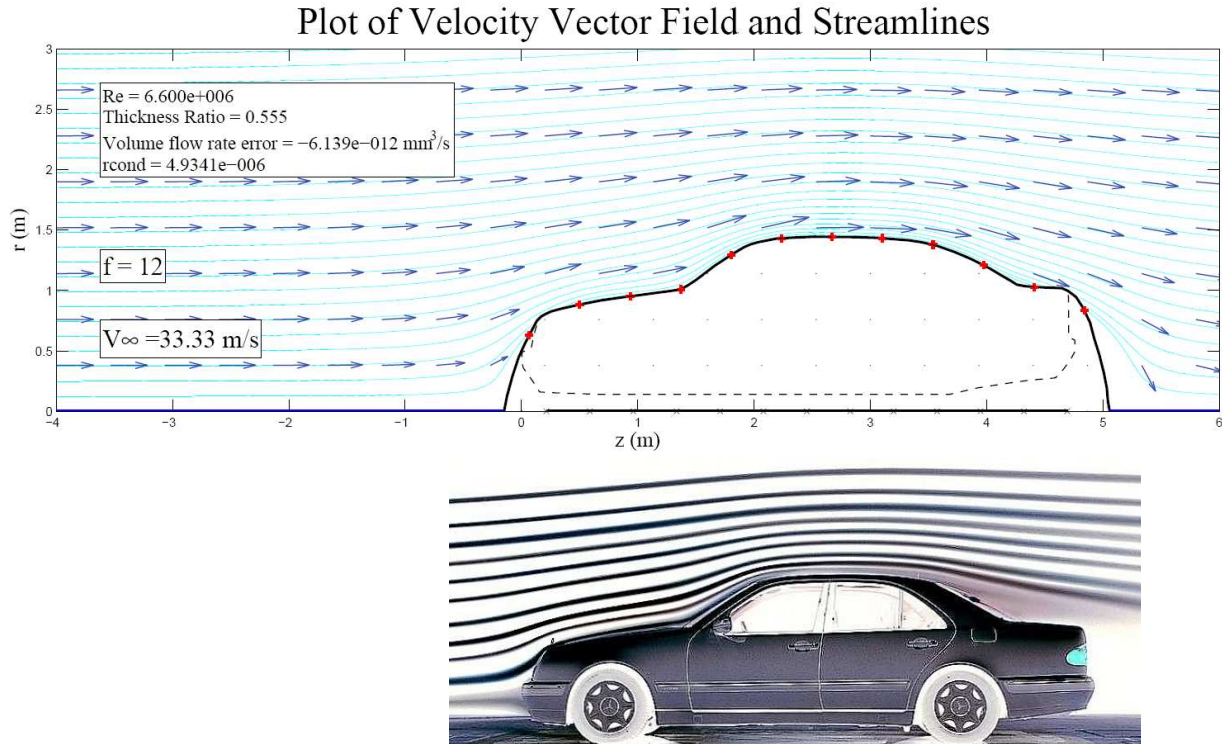 Plot of Velocity Vector Field and Streamlines
3
2.5
2
1.5
1
0.5
0
r (m)
Re = 6.600e+006
Thickness Ratio = 0.555
Volume flow rate error = −6.139e−012 mm³/s
rcond = 4.9341e−006
f = 12
V∞ =33.33 m/s
−4 −3 −2 −1 0 1 2 3 4 5 6
z (m)